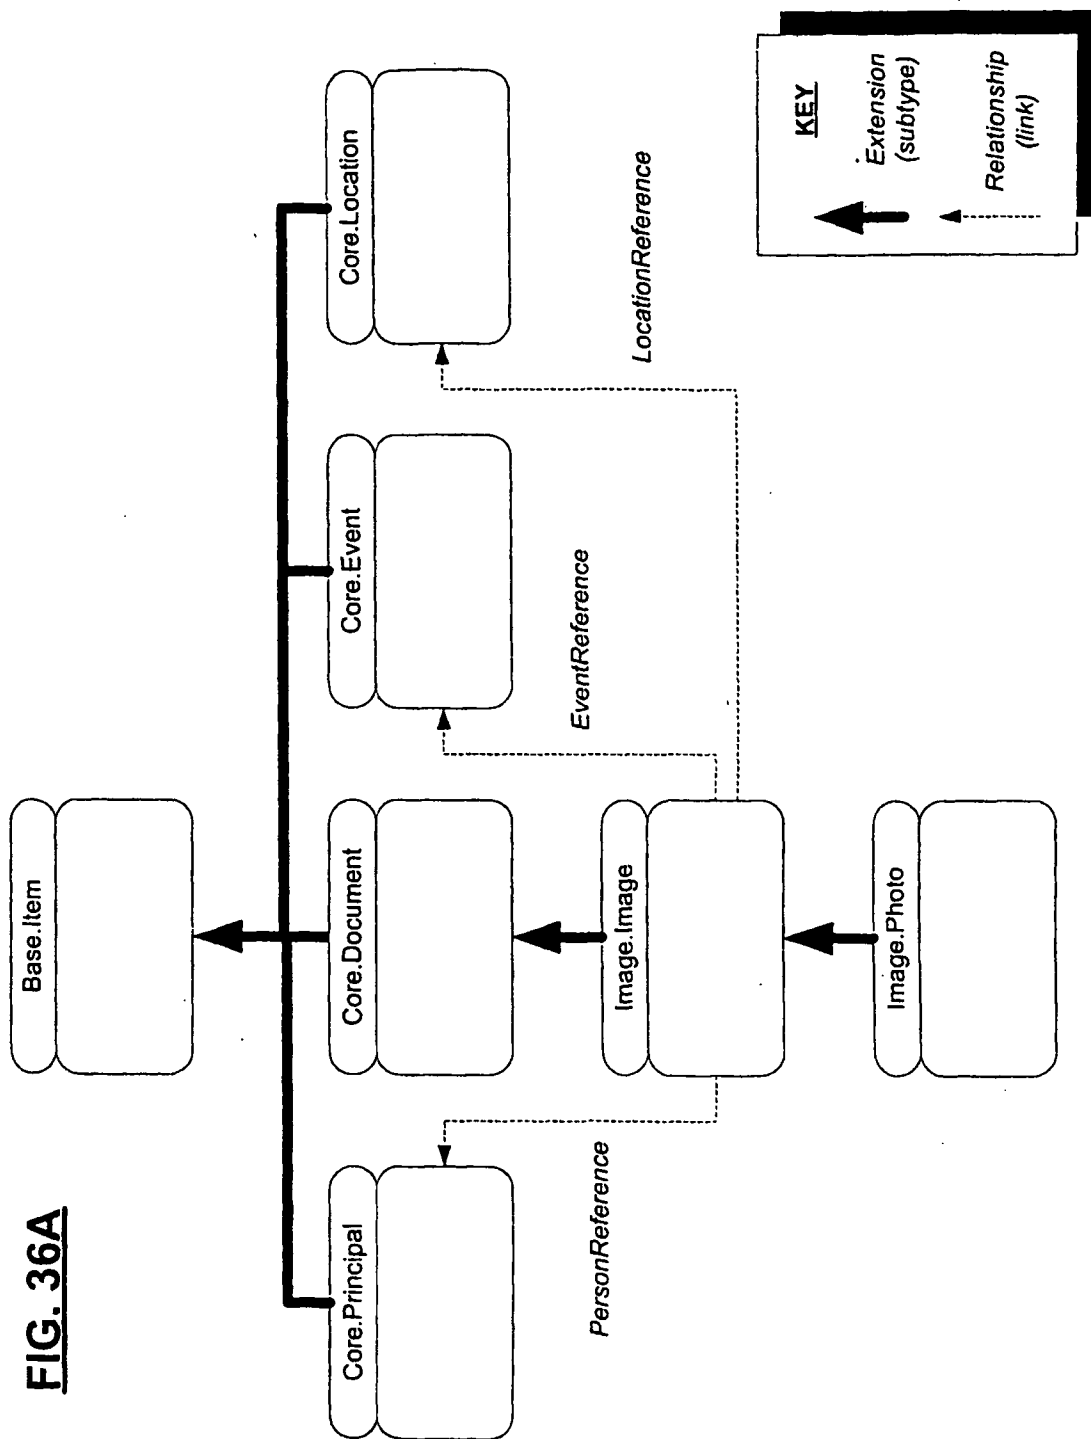 FIG. 36A
Base.Item
Core.Principal
Core.Document
Core.Event
Core.Location
PersonReference
Image.Image
EventReference
LocationReference
Image.Photo
KEY
Extension
(subtype)
Relationship
(link)